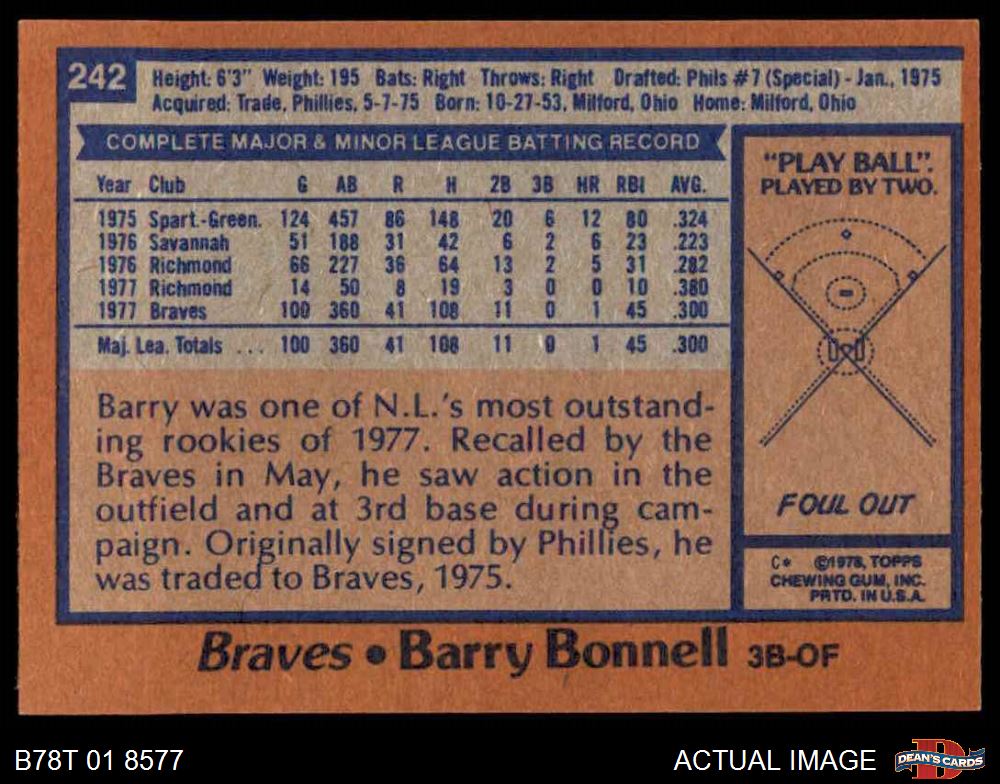 242
Height: 6'3" Weight: 195 Bats: Right Throws: Right Drafted: Phils #7 (Special) - Jan., 1975
Acquired: Trade, Phillies, 5-7-75 Born: 10-27-53, Milford, Ohio Home: Milford, Ohio
COMPLETE MAJOR & MINOR LEAGUE BATTING RECORD
Year Club G AB R H 2B 3B HR RBI AVG.
1975 Spart.-Green. 124 457 86 148 20 6 12 80 .324
1976 Savannah 51 188 31 42 6 2 6 23 .223
1976 Richmond 66 227 36 64 13 2 5 31 .282
1977 Richmond 14 50 8 19 3 0 0 10 .380
1977 Braves 100 360 41 108 11 0 1 45 .300
Maj. Lea. Totals ... 100 360 41 108 11 0 1 45 .300
Barry was one of N.L.'s most outstand-
ing rookies of 1977. Recalled by the
Braves in May, he saw action in the
outfield and at 3rd base during cam-
paign. Originally signed by Phillies, he
was traded to Braves, 1975.
"PLAY BALL".
PLAYED BY TWO.
FOUL OUT
C* ©1978, TOPPS
CHEWING GUM, INC.
PRTD. IN U.S.A.
Braves • Barry Bonnell 3B-OF
B78T 01 8577
ACTUAL IMAGE
DEAN'S CARDS